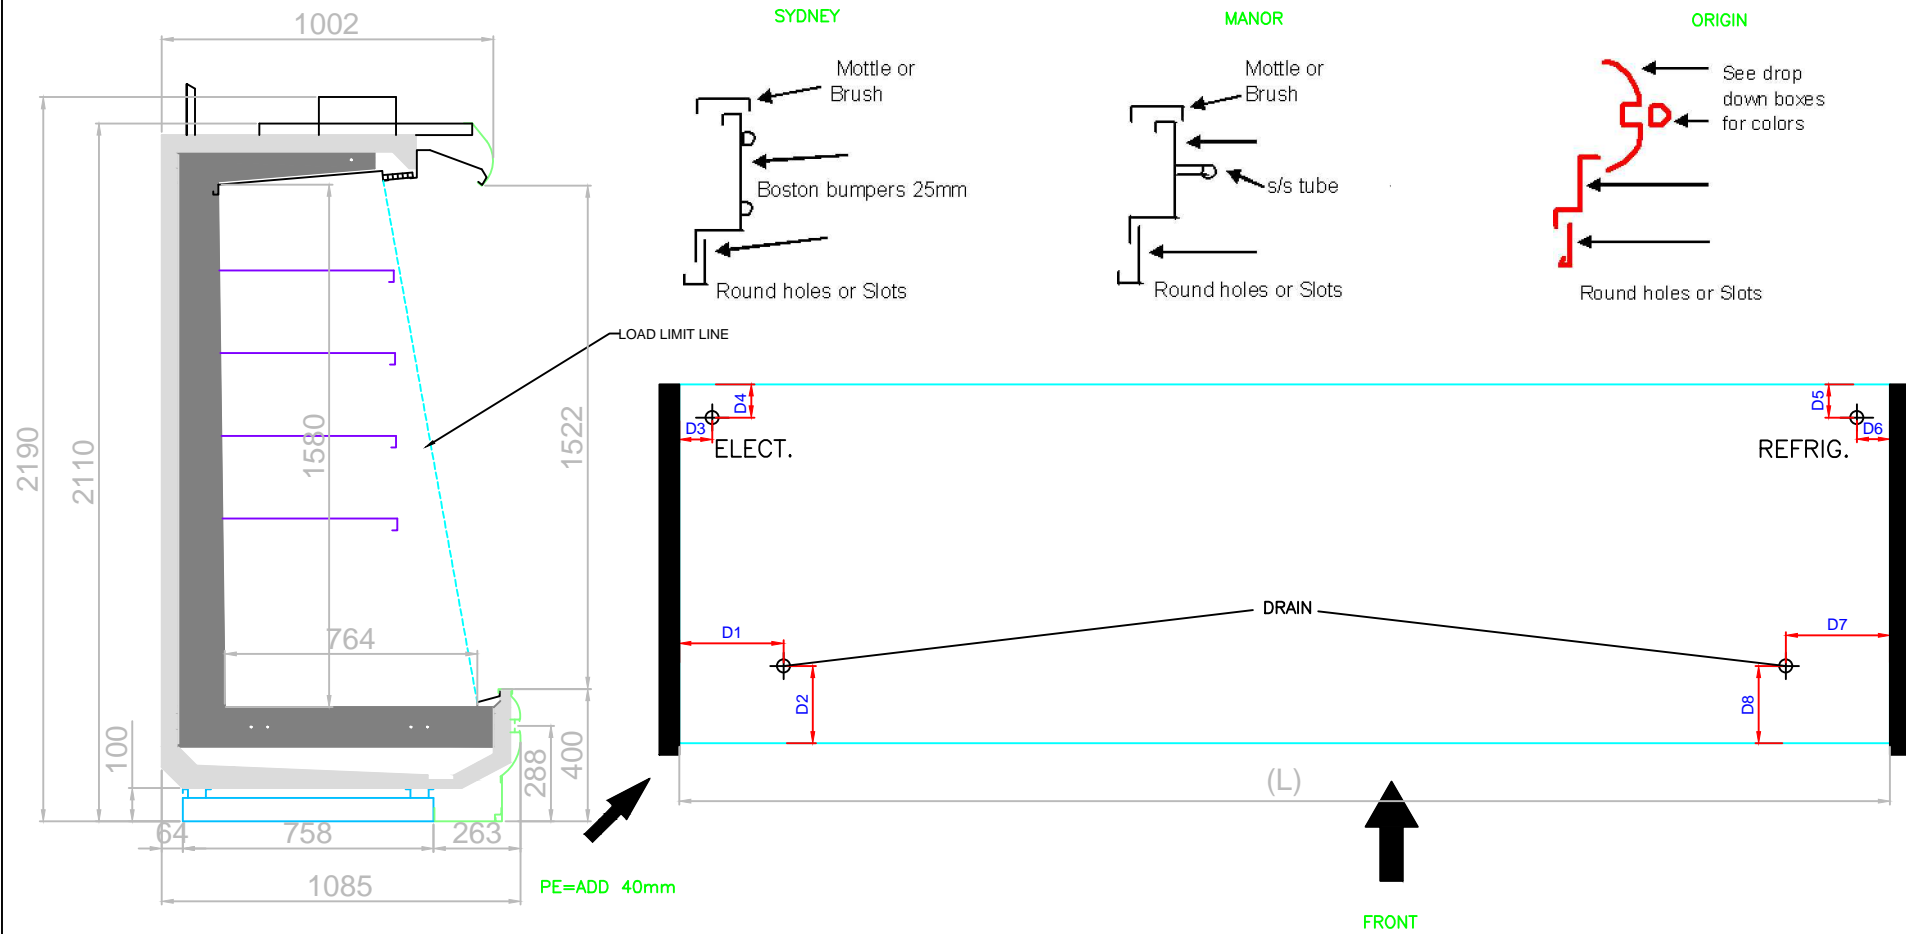 1002
SYDNEY
MANOR
ORIGIN
Mottle or
Brush
Boston bumpers 25mm
Round holes or Slots
Mottle or
Brush
s/s tube
Round holes or Slots
See drop
down boxes
for colors
Round holes or Slots
LOAD LIMIT LINE
2190
2110
1580
1522
764
100
288
400
64
758
263
1085
PE=ADD 40mm
D4
D3
ELECT.
D5
D6
REFRIG.
DRAIN
D1
D2
D7
D8
(L)
FRONT